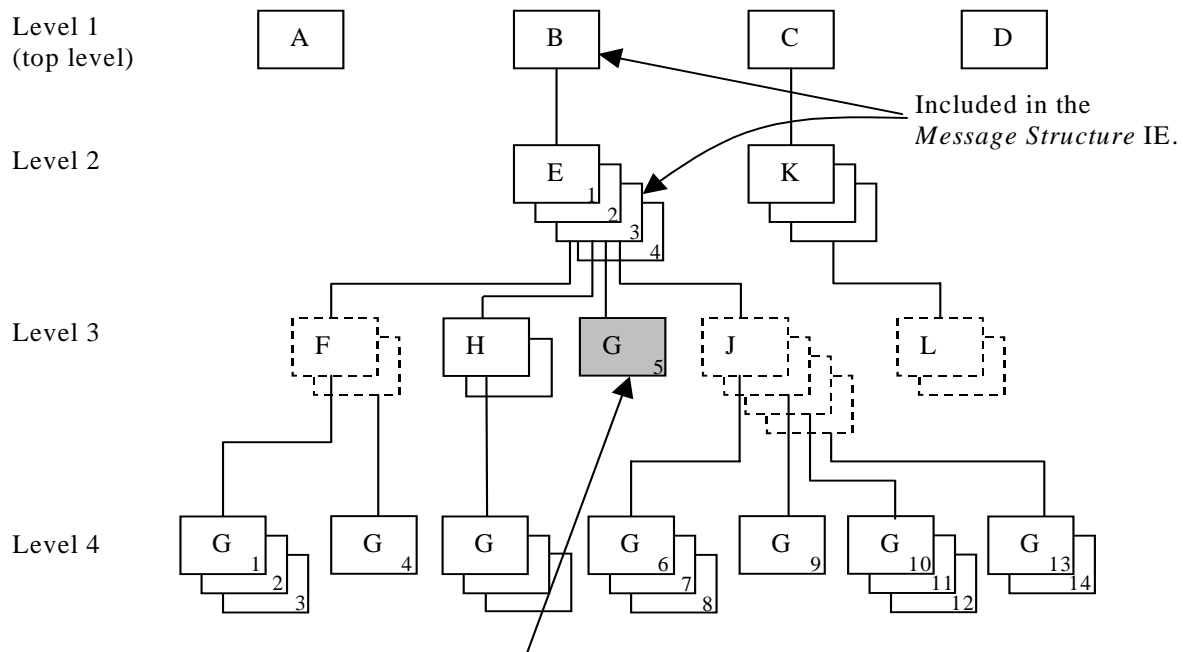 Level 1
(top level)
A
B
C
D
Included in the
Message Structure IE.
Level 2
E
1
2
3
4
K
Level 3
F
H
G
5
J
L
Level 4
G
1
2
3
G
4
G
G
6
7
8
G
9
G
10
11
12
G
13
14